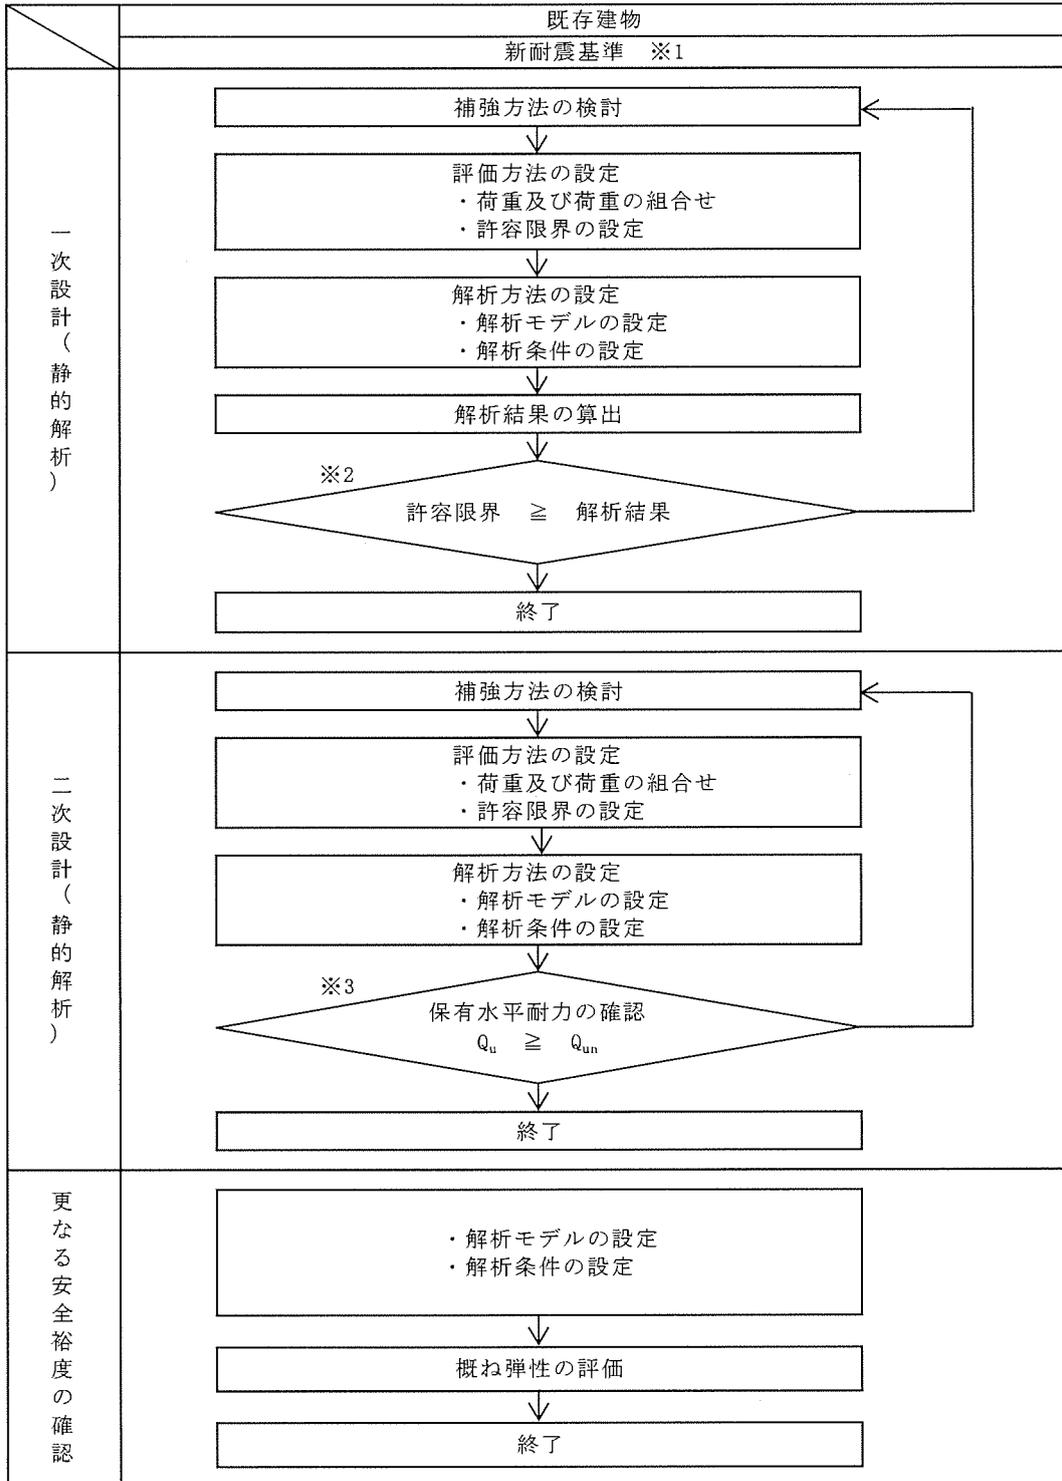 既存建物
新耐震基準　※1
一次設計(静的解析)
補強方法の検討
評価方法の設定
・荷重及び荷重の組合せ
・許容限界の設定
解析方法の設定
・解析モデルの設定
・解析条件の設定
解析結果の算出
※2
許容限界　≧　解析結果
終了
二次設計(静的解析)
補強方法の検討
評価方法の設定
・荷重及び荷重の組合せ
・許容限界の設定
解析方法の設定
・解析モデルの設定
・解析条件の設定
※3
保有水平耐力の確認
Qu　≧　Qun
終了
更なる安全裕度の確認
・解析モデルの設定
・解析条件の設定
概ね弾性の評価
終了